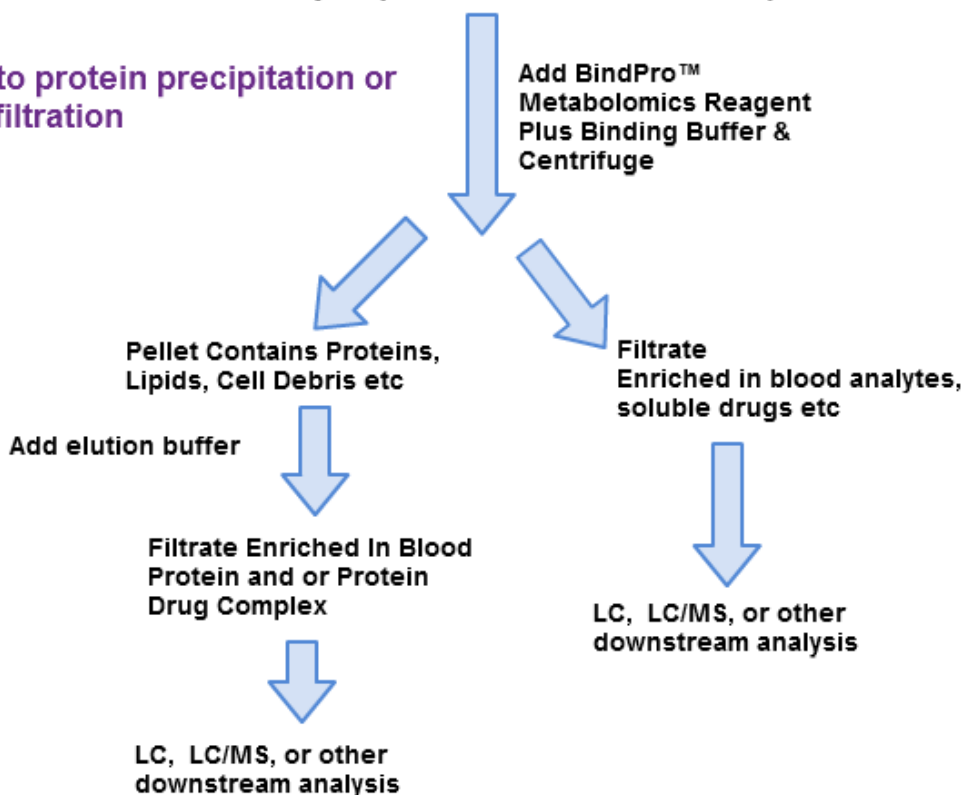 to protein precipitation or
filtration
Add BindPro™
Metabolomics Reagent
Plus Binding Buffer &
Centrifuge
Pellet Contains Proteins,
Lipids, Cell Debris etc
Filtrate
Enriched in blood analytes,
soluble drugs etc
Add elution buffer
Filtrate Enriched In Blood
Protein and or Protein
Drug Complex
LC, LC/MS, or other
downstream analysis
LC, LC/MS, or other
downstream analysis